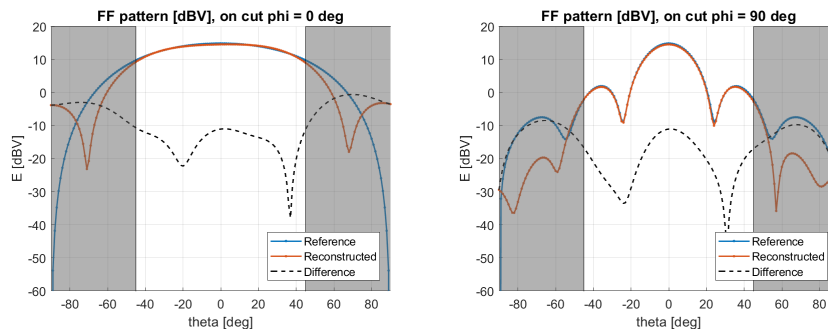 FF pattern [dBV], on cut phi = 0 deg
20
10
0
-10
-20
-30
-40
-50
-60
E [dBV]
-80 -60 -40 -20 0 20 40 60 80
theta [deg]
Reference
Reconstructed
Difference
FF pattern [dBV], on cut phi = 90 deg
20
10
0
-10
-20
-30
-40
-50
-60
E [dBV]
-80 -60 -40 -20 0 20 40 60 80
theta [deg]
Reference
Reconstructed
Difference